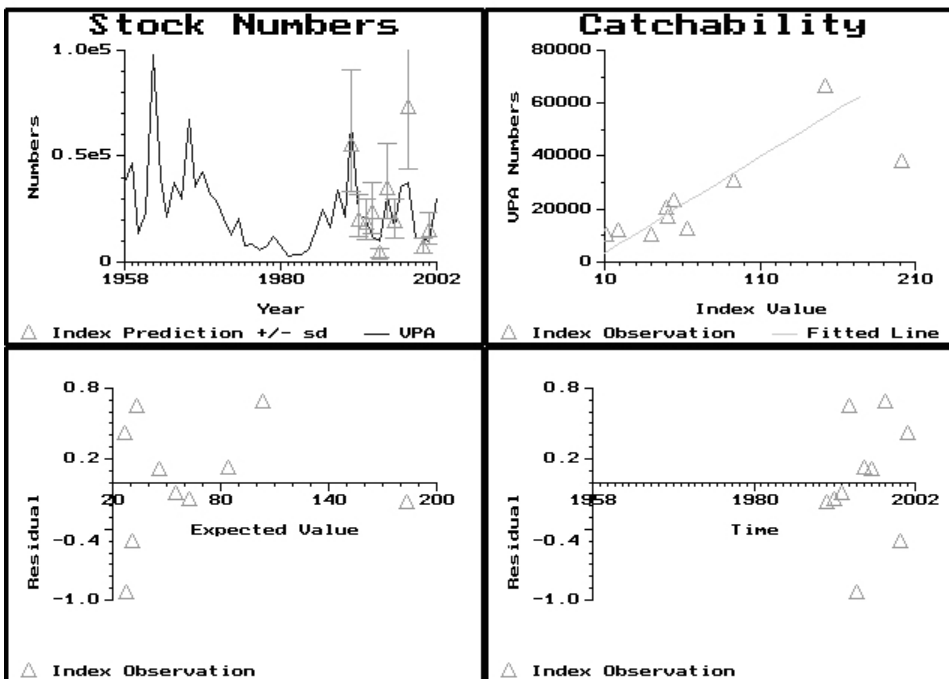 Stock Numbers
1.0e5
0.5e5
0
Numbers
1958
1980
2002
Year
Index Prediction +/- sd
VPA
Catchability
80000
60000
40000
20000
0
VPA Numbers
10
110
210
Index Value
Index Observation
Fitted Line
0.8
0.2
-0.4
-1.0
Residual
20
80
140
200
Expected Value
Index Observation
0.8
0.2
-0.4
-1.0
Residual
1958
1980
2002
Time
Index Observation